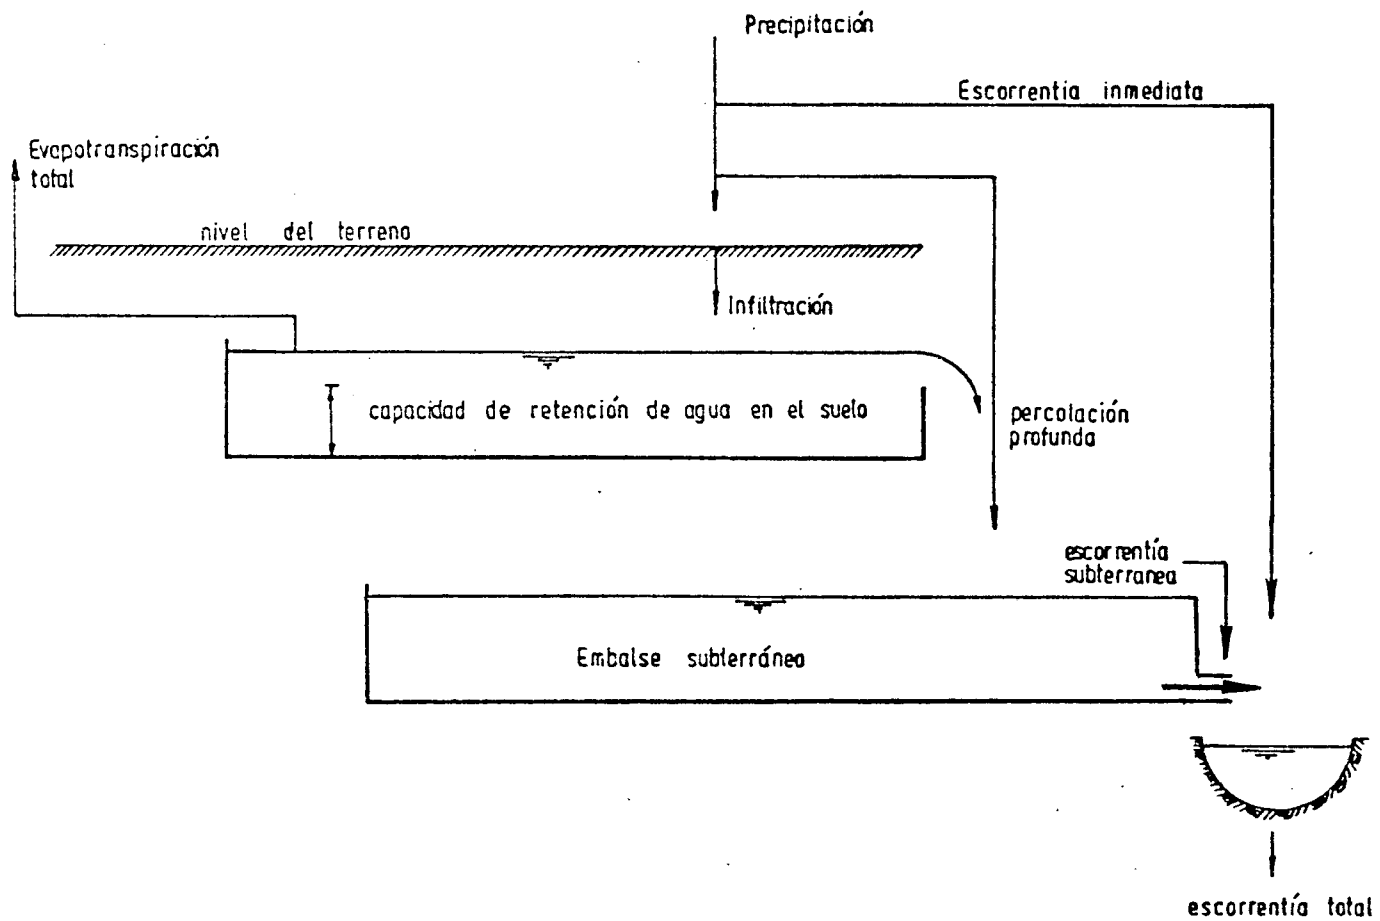 Precipitación
Escorrentía inmediata
Evapotranspiración
total
nivel del terreno
Infiltración
capacidad de retención de agua en el suelo
percolación
profunda
escorrentía
subterranea
Embalse subterráneo
escorrentía total